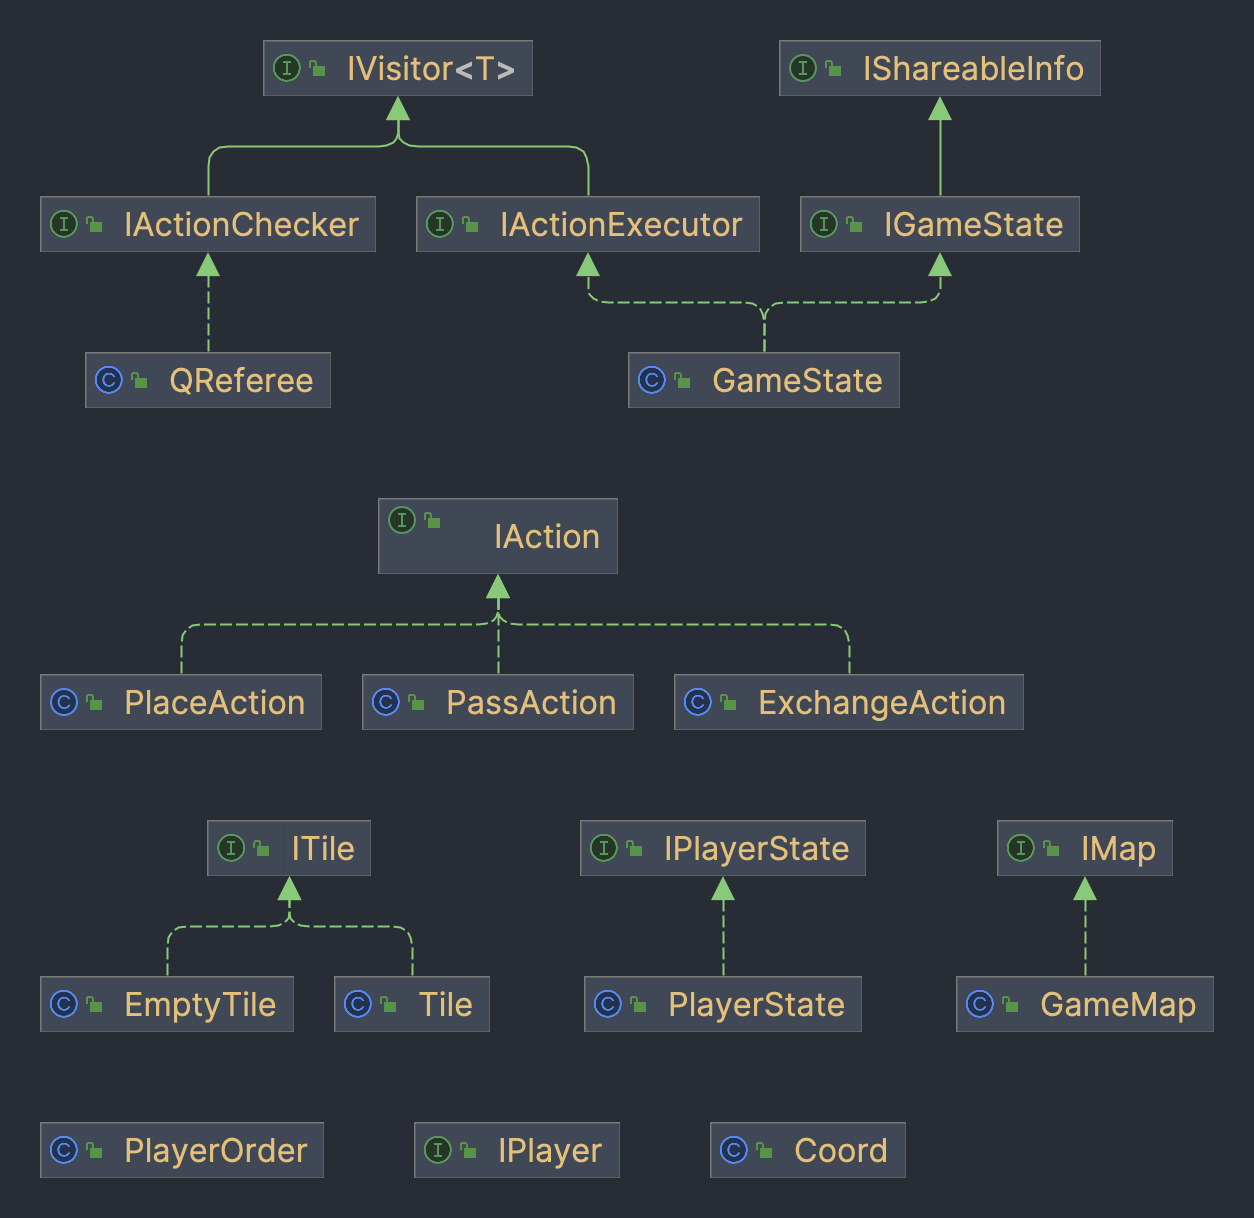 IVisitor<T>
IShareableInfo
IActionChecker
IActionExecutor
IGameState
QReferee
GameState
IAction
PlaceAction
PassAction
ExchangeAction
ITile
IPlayerState
IMap
EmptyTile
Tile
PlayerState
GameMap
PlayerOrder
IPlayer
Coord